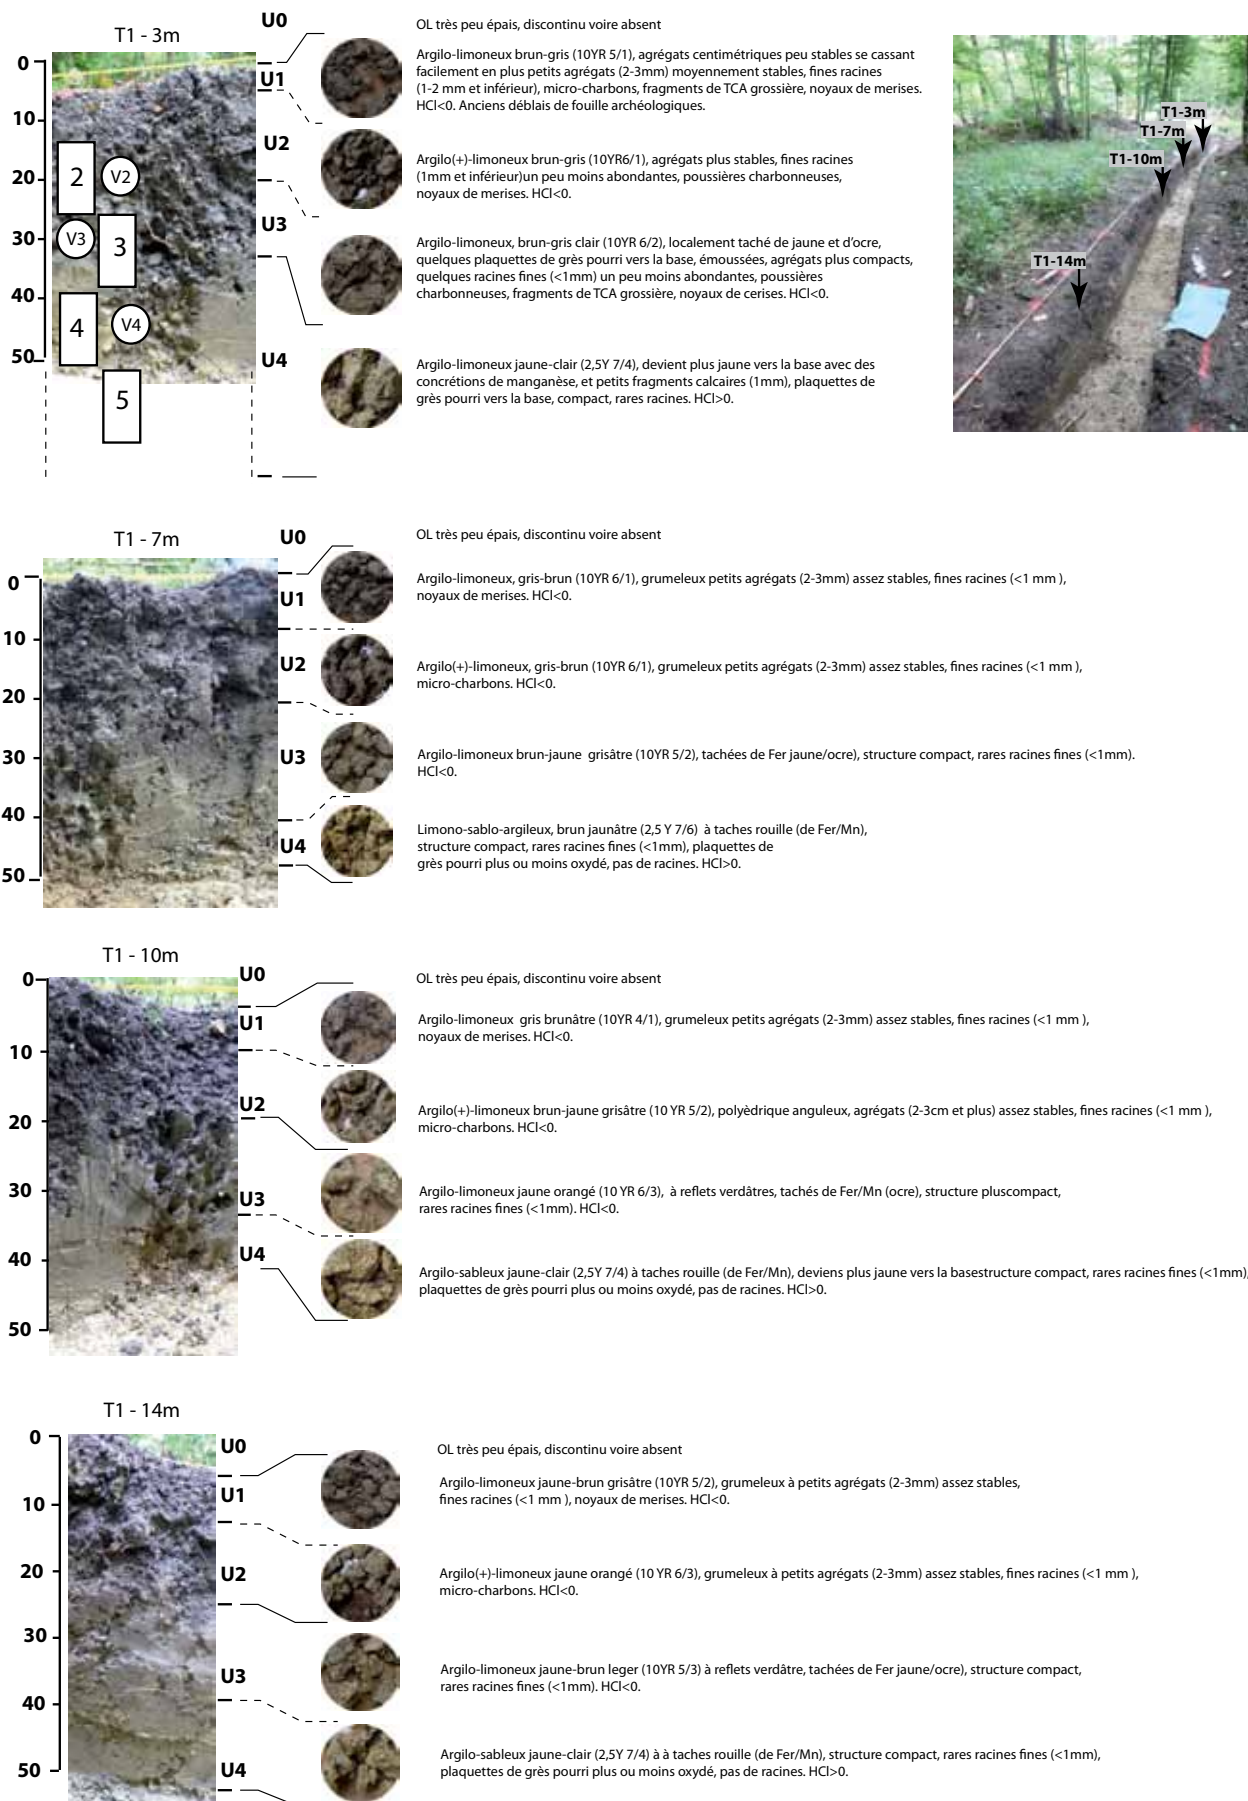 T1 - 3m
U0
OL très peu épais, discontinu voire absent
0
U1
Argilo-limoneux brun-gris (10YR 5/1), agrégats centimétriques peu stables se cassant
facilement en plus petits agrégats (2-3mm) moyennement stables, fines racines
(1-2 mm et inférieur), micro-charbons, fragments de TCA grossière, noyaux de merises.
HCl<0. Anciens déblais de fouille archéologiques.
10
U2
Argilo(+)-limoneux brun-gris (10YR6/1), agrégats plus stables, fines racines
(1mm et inférieur)un peu moins abondantes, poussières charbonneuses,
noyaux de merises. HCl<0.
2
V2
20
U3
Argilo-limoneux, brun-gris clair (10YR 6/2), localement taché de jaune et d'ocre,
quelques plaquettes de grès pourri vers la base, émoussées, agrégats plus compacts,
quelques racines fines (<1mm) un peu moins abondantes, poussières
charbonneuses, fragments de TCA grossière, noyaux de cerises. HCl<0.
V3
30
3
40
4
V4
50
U4
Argilo-limoneux jaune-clair (2,5Y 7/4), devient plus jaune vers la base avec des
concrétions de manganèse, et petits fragments calcaires (1mm), plaquettes de
grès pourri vers la base, compact, rares racines. HCl>0.
5
T1-3m
T1-7m
T1-10m
T1-14m
T1 - 7m
U0
OL très peu épais, discontinu voire absent
0
U1
Argilo-limoneux, gris-brun (10YR 6/1), grumeleux petits agrégats (2-3mm) assez stables, fines racines (<1 mm ),
noyaux de merises. HCl<0.
10
U2
Argilo(+)-limoneux, gris-brun (10YR 6/1), grumeleux petits agrégats (2-3mm) assez stables, fines racines (<1 mm ),
micro-charbons. HCl<0.
20
30
U3
Argilo-limoneux brun-jaune grisâtre (10YR 5/2), tachées de Fer jaune/ocre), structure compact, rares racines fines (<1mm).
HCl<0.
40
U4
Limono-sablo-argileux, brun jaunâtre (2,5 Y 7/6) à taches rouille (de Fer/Mn),
structure compact, rares racines fines (<1mm), plaquettes de
grès pourri plus ou moins oxydé, pas de racines. HCl>0.
50
T1 - 10m
0
U0
OL très peu épais, discontinu voire absent
U1
Argilo-limoneux gris brunâtre (10YR 4/1), grumeleux petits agrégats (2-3mm) assez stables, fines racines (<1 mm ),
noyaux de merises. HCl<0.
10
U2
Argilo(+)-limoneux brun-jaune grisâtre (10 YR 5/2), polyèdrique anguleux, agrégats (2-3cm et plus) assez stables, fines racines (<1 mm ),
micro-charbons. HCl<0.
20
30
U3
Argilo-limoneux jaune orangé (10 YR 6/3), à reflets verdâtres, tachés de Fer/Mn (ocre), structure pluscompact,
rares racines fines (<1mm). HCl<0.
40
U4
Argilo-sableux jaune-clair (2,5Y 7/4) à taches rouille (de Fer/Mn), deviens plus jaune vers la basestructure compact, rares racines fines (<1mm),
plaquettes de grès pourri plus ou moins oxydé, pas de racines. HCl>0.
50
T1 - 14m
0
U0
OL très peu épais, discontinu voire absent
U1
Argilo-limoneux jaune-brun grisâtre (10YR 5/2), grumeleux à petits agrégats (2-3mm) assez stables,
fines racines (<1 mm ), noyaux de merises. HCl<0.
10
20
U2
Argilo(+)-limoneux jaune orangé (10 YR 6/3), grumeleux à petits agrégats (2-3mm) assez stables, fines racines (<1 mm ),
micro-charbons. HCl<0.
30
U3
Argilo-limoneux jaune-brun leger (10YR 5/3) à reflets verdâtre, tachées de Fer jaune/ocre), structure compact,
rares racines fines (<1mm). HCl<0.
40
50
U4
Argilo-sableux jaune-clair (2,5Y 7/4) à à taches rouille (de Fer/Mn), structure compact, rares racines fines (<1mm),
plaquettes de grès pourri plus ou moins oxydé, pas de racines. HCl>0.